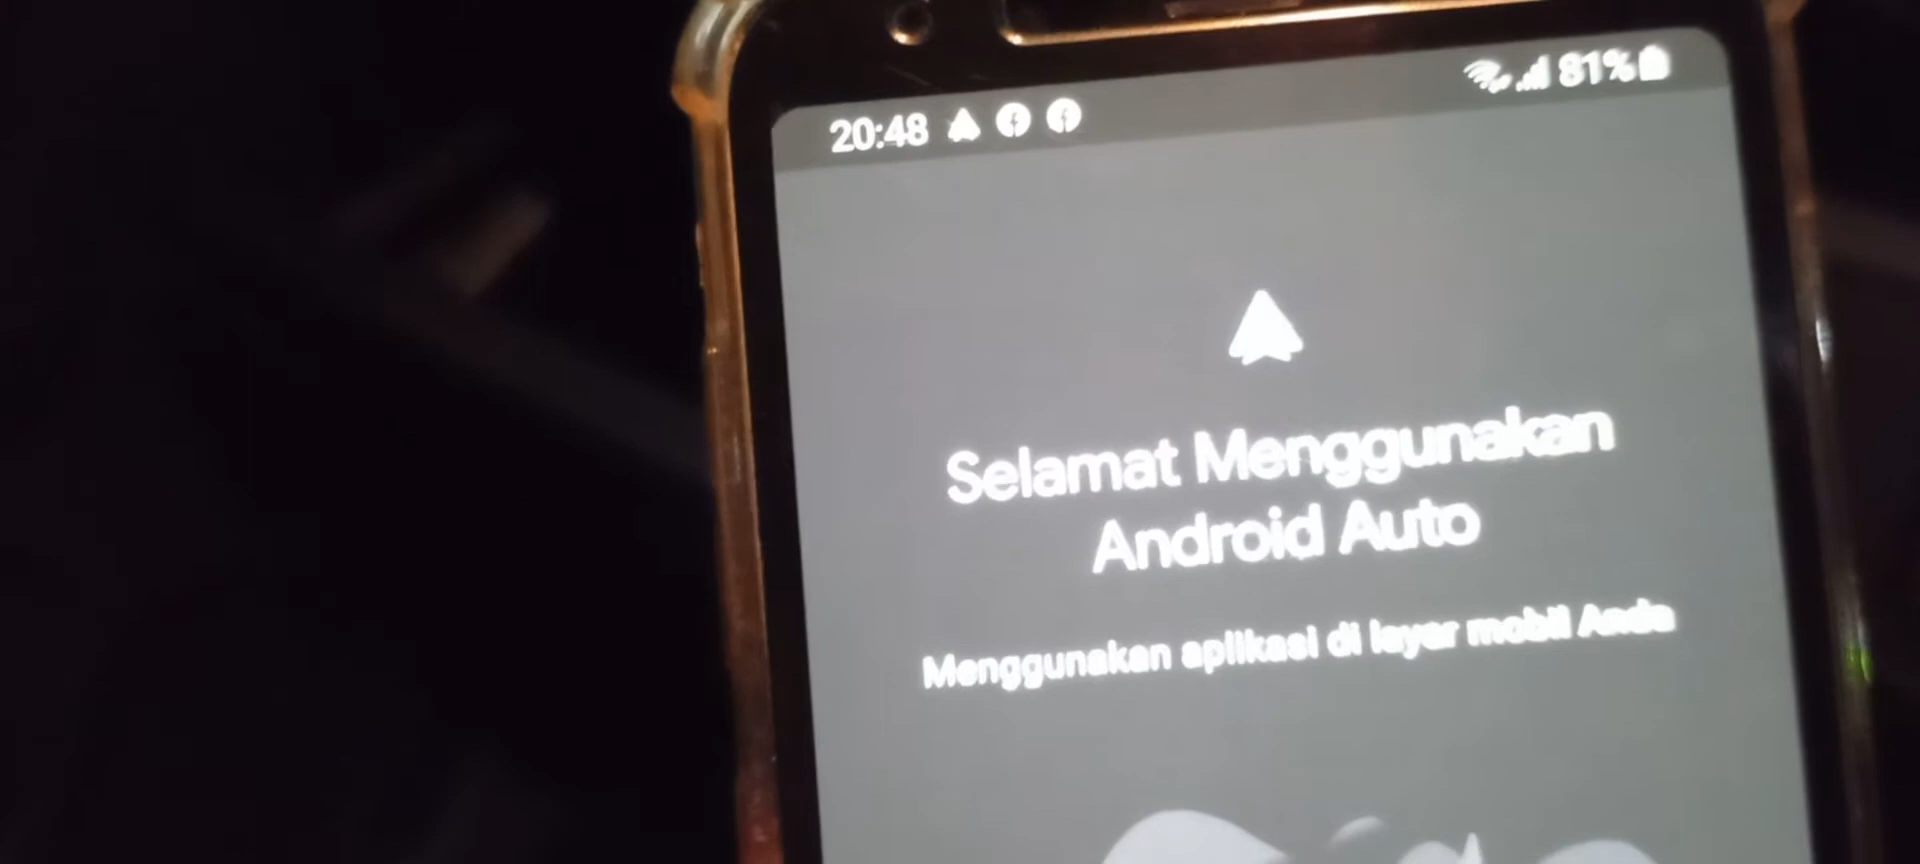 20:48 81%
Selamat Menggunakan
Android Auto
Menggunakan aplikasi di layar mobil Anda